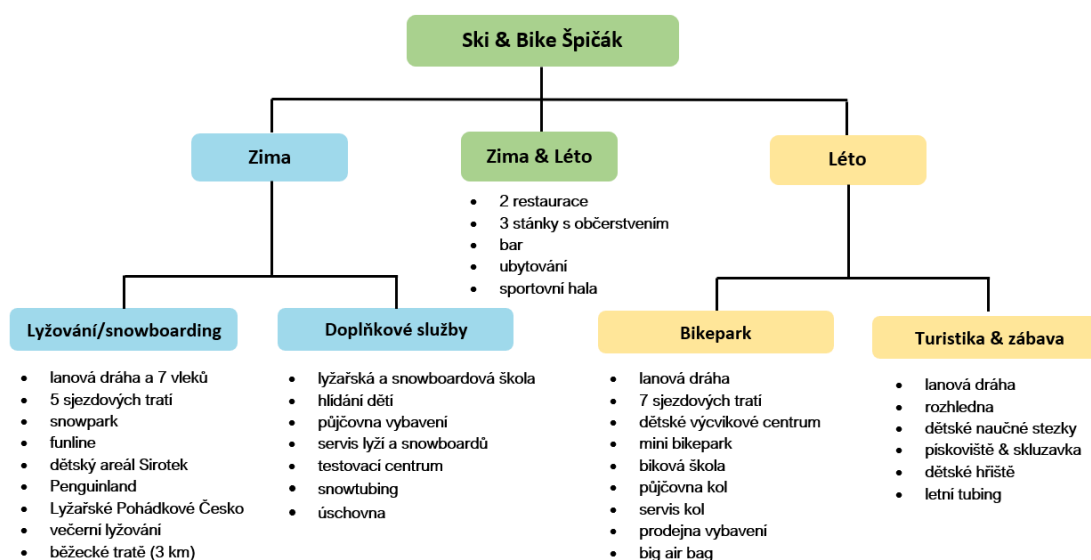 Ski & Bike Špičák
Zima
Zima & Léto
Léto
2 restaurace
3 stánky s občerstvením
bar
ubytování
sportovní hala
Lyžování/snowboarding
lanová dráha a 7 vleků
5 sjezdových tratí
snowpark
funline
dětský areál Sirotek
Penguinland
Lyžařské Pohádkové Česko
večerní lyžování
běžecké tratě (3 km)
Doplňkové služby
lyžařská a snowboardová škola
hlídání dětí
půjčovna vybavení
servis lyží a snowboardů
testovací centrum
snowtubing
úschovna
Bikepark
lanová dráha
7 sjezdových tratí
dětské výcvikové centrum
mini bikepark
biková škola
půjčovna kol
servis kol
prodejna vybavení
big air bag
Turistika & zábava
lanová dráha
rozhledna
dětské naučné stezky
pískoviště & skluzavka
dětské hřiště
letní tubing